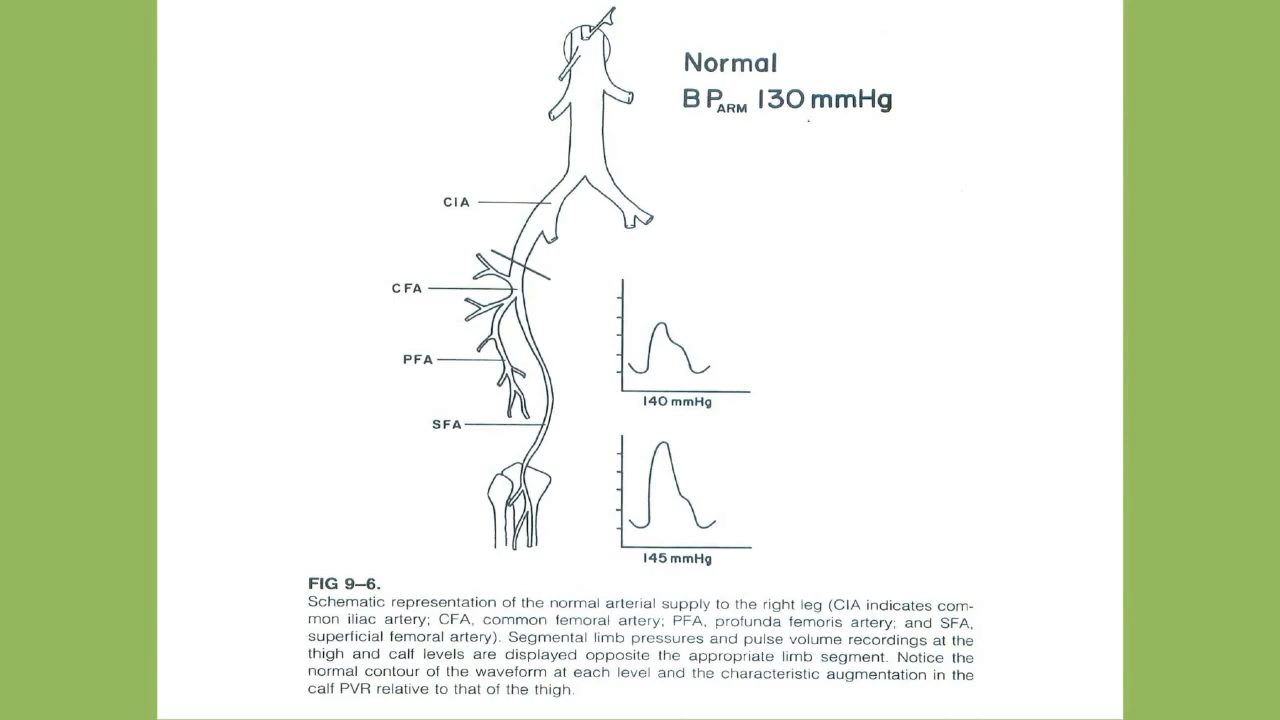 Normal
BP ARM 130 mmHg
CIA
CFA
PFA
SFA
140 mmHg
145 mmHg
FIG 9–6.
Schematic representation of the normal arterial supply to the right leg (CIA indicates com-
mon iliac artery; CFA, common femoral artery; PFA, profunda femoris artery; and SFA,
superficial femoral artery). Segmental limb pressures and pulse volume recordings at the
thigh and calf levels are displayed opposite the appropriate limb segment. Notice the
normal contour of the waveform at each level and the characteristic augmentation in the
calf PVR relative to that of the thigh.